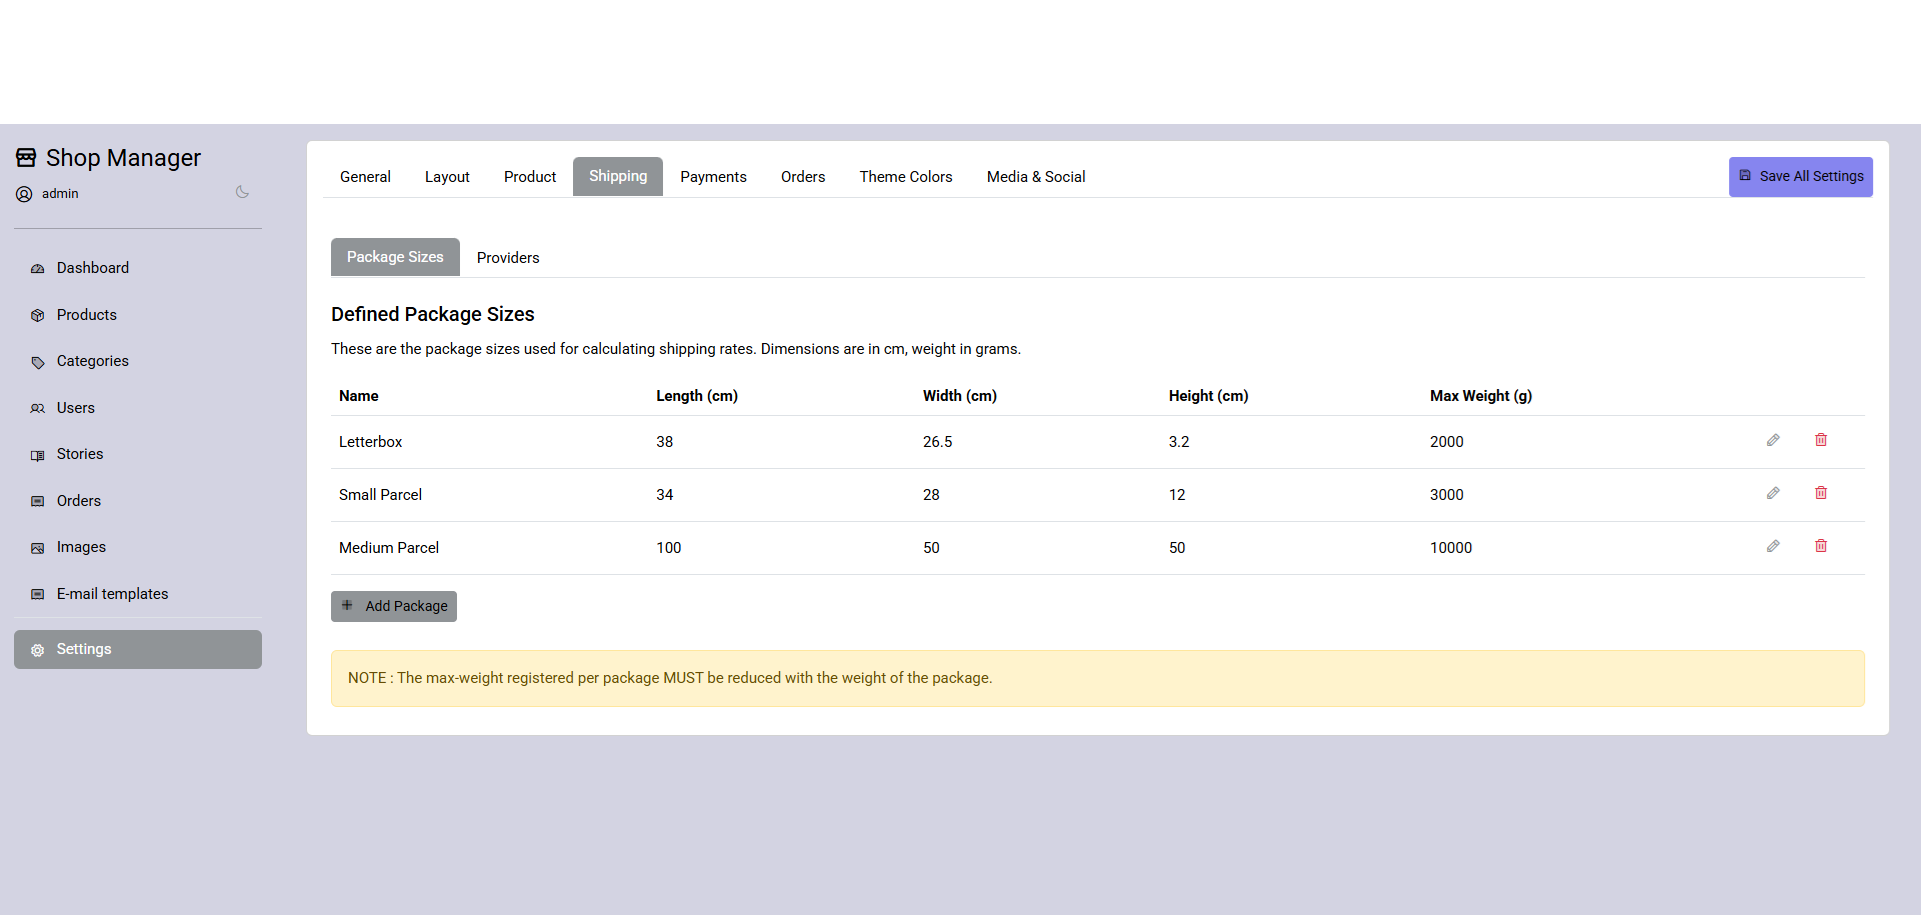 Shop Manager
admin
Dashboard
Products
Categories
Users
Stories
Orders
Images
E-mail templates
Settings
General Layout Product Shipping Payments Orders Theme Colors Media & Social Save All Settings
Package Sizes Providers
Defined Package Sizes
These are the package sizes used for calculating shipping rates. Dimensions are in cm, weight in grams.
Name Length (cm) Width (cm) Height (cm) Max Weight (g)
Letterbox 38 26.5 3.2 2000
Small Parcel 34 28 12 3000
Medium Parcel 100 50 50 10000
Add Package
NOTE : The max-weight registered per package MUST be reduced with the weight of the package.